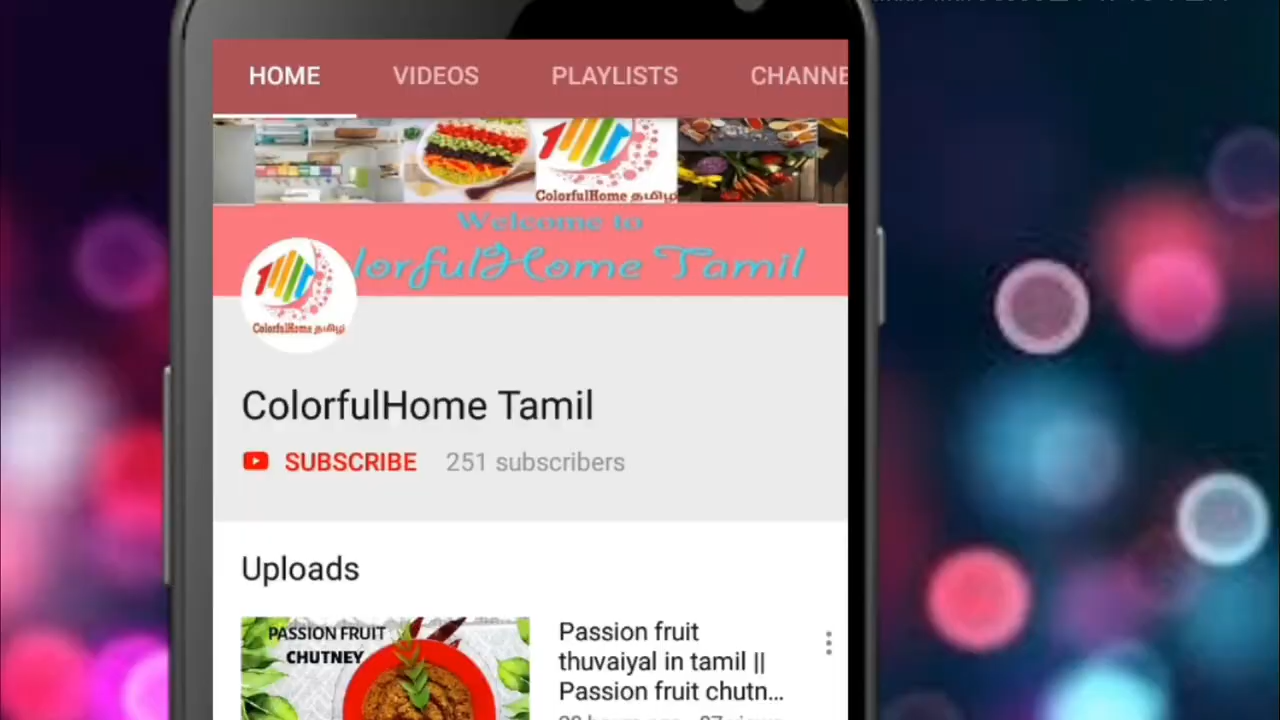 HOME VIDEOS PLAYLISTS CHANNE
ColorfulHome தமிழ்
Welcome to
lorfulHome Tamil
ColorfulHome தமிழ்
ColorfulHome Tamil
SUBSCRIBE 251 subscribers
Uploads
PASSION FRUIT
CHUTNEY
Passion fruit
thuvaiyal in tamil ||
Passion fruit chutn...